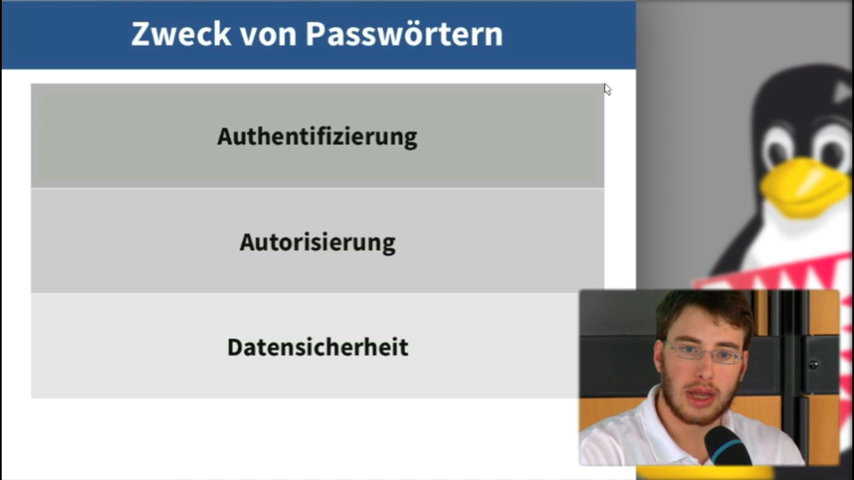 Zweck von Passwörtern
Authentifizierung
Autorisierung
Datensicherheit